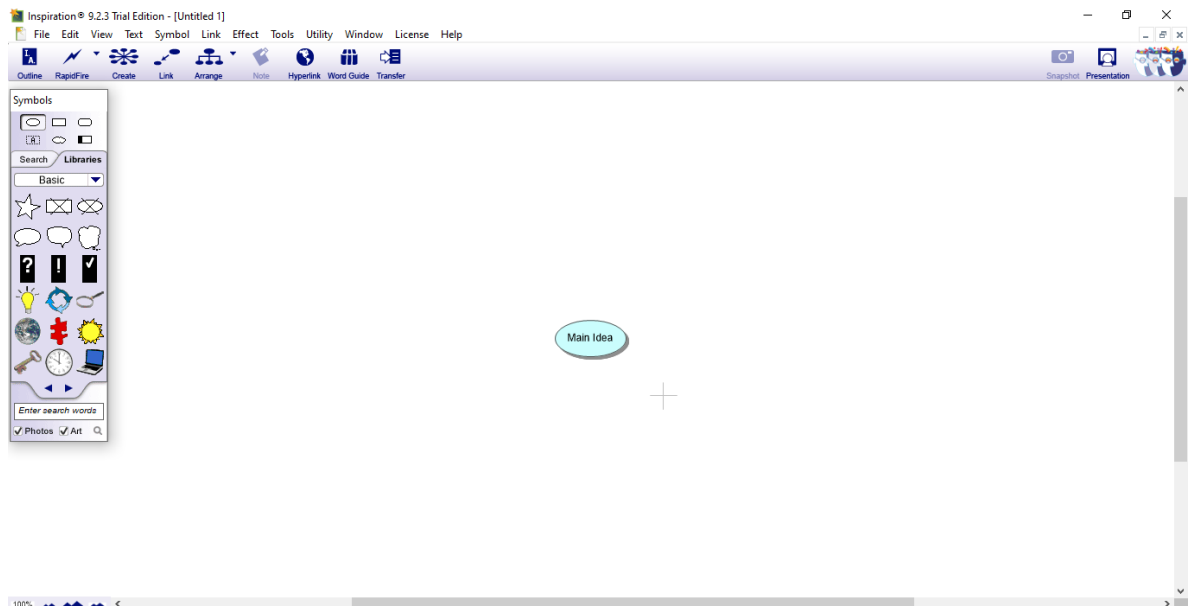 Inspiration® 9.2.3 Trial Edition - [Untitled 1]
File Edit View Text Symbol Link Effect Tools Utility Window License Help
Outline RapidFire Create Link Arrange Note Hyperlink Word Guide Transfer Snapshot Presentation
Symbols
A
Search Libraries
Basic
? !
Main Idea
Enter search words
Photos Art
100%